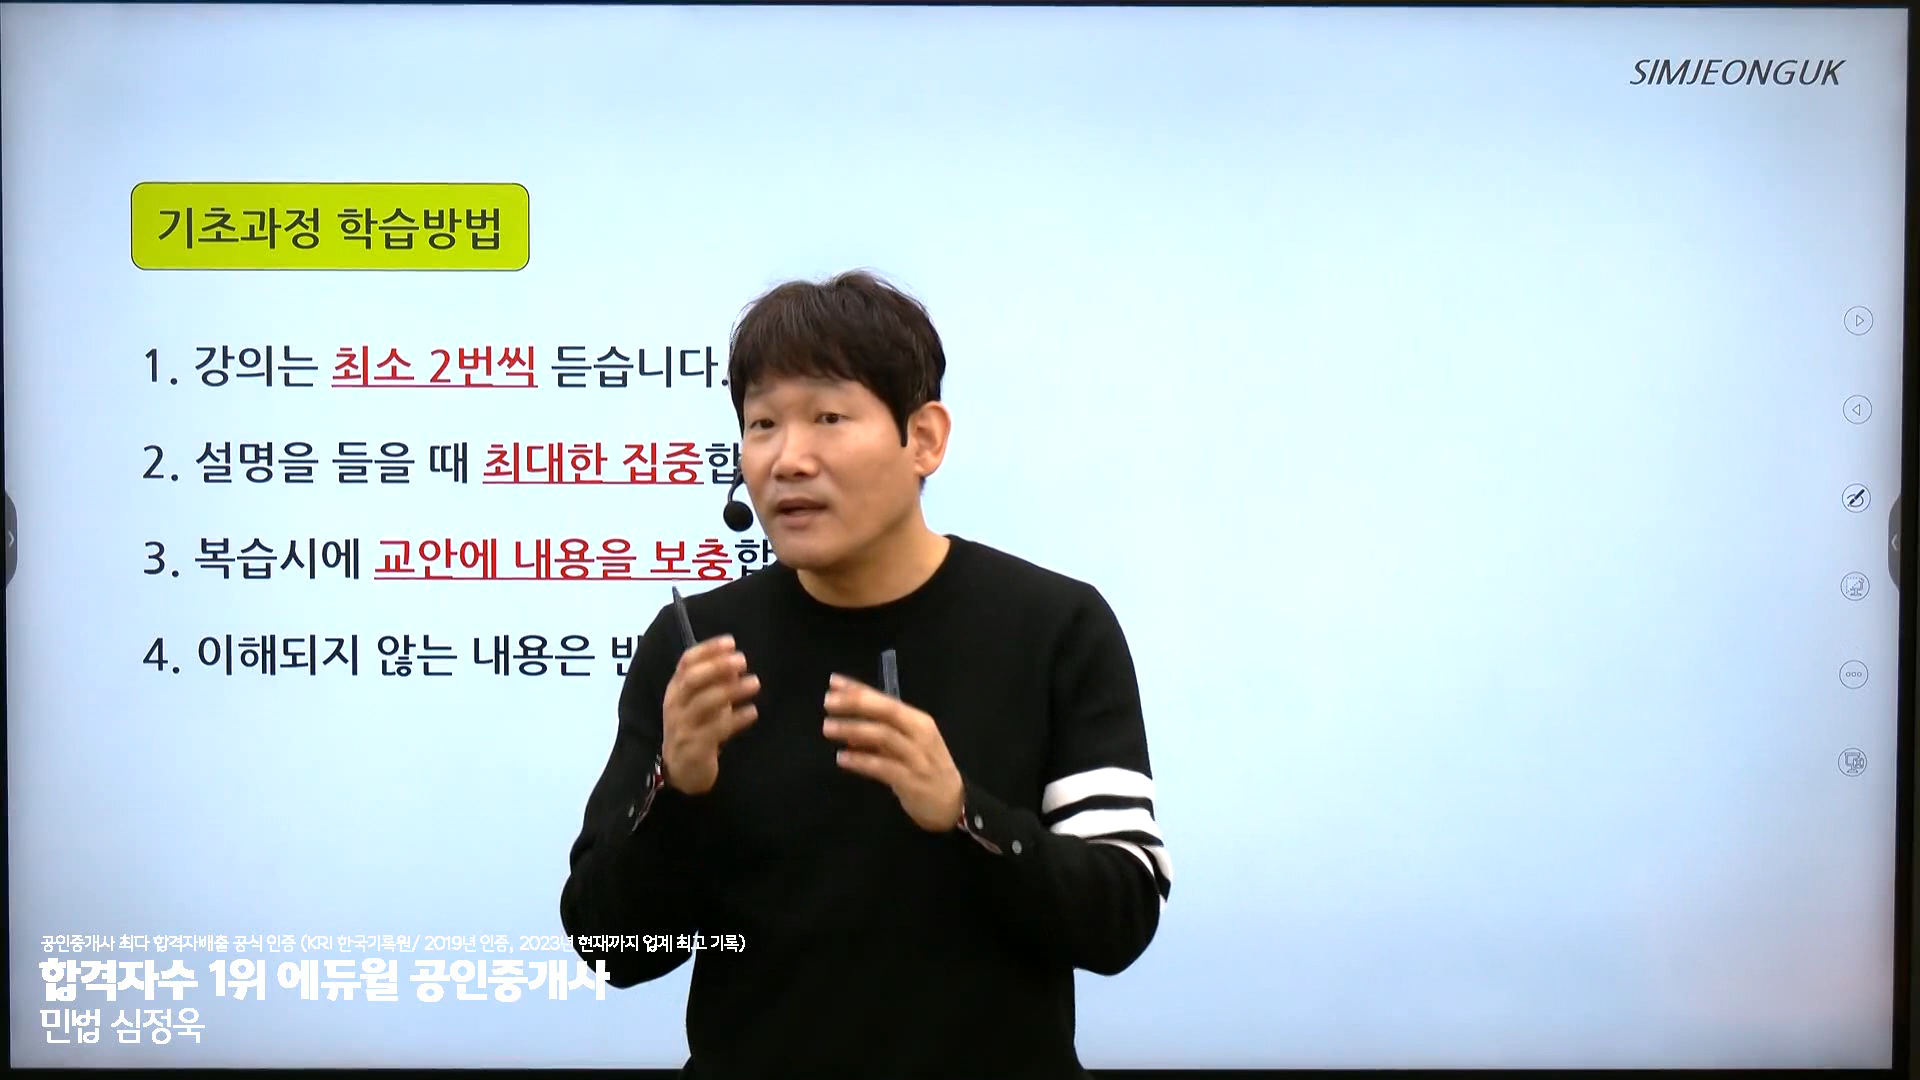 SIMJEONGUK
기초과정 학습방법
1. 강의는 최소 2번씩 듣습니다.
2. 설명을 들을 때 최대한 집중합
3. 복습시에 교안에 내용을 보충합
4. 이해되지 않는 내용은
공인중개사 최다 합격자배출 공식 인증 (KRI 한국기록원/ 2019년 인증, 2023년 현재까지 업계 최고 기록)
합격자수 1위 에듀윌 공인중개사
민법 심정욱